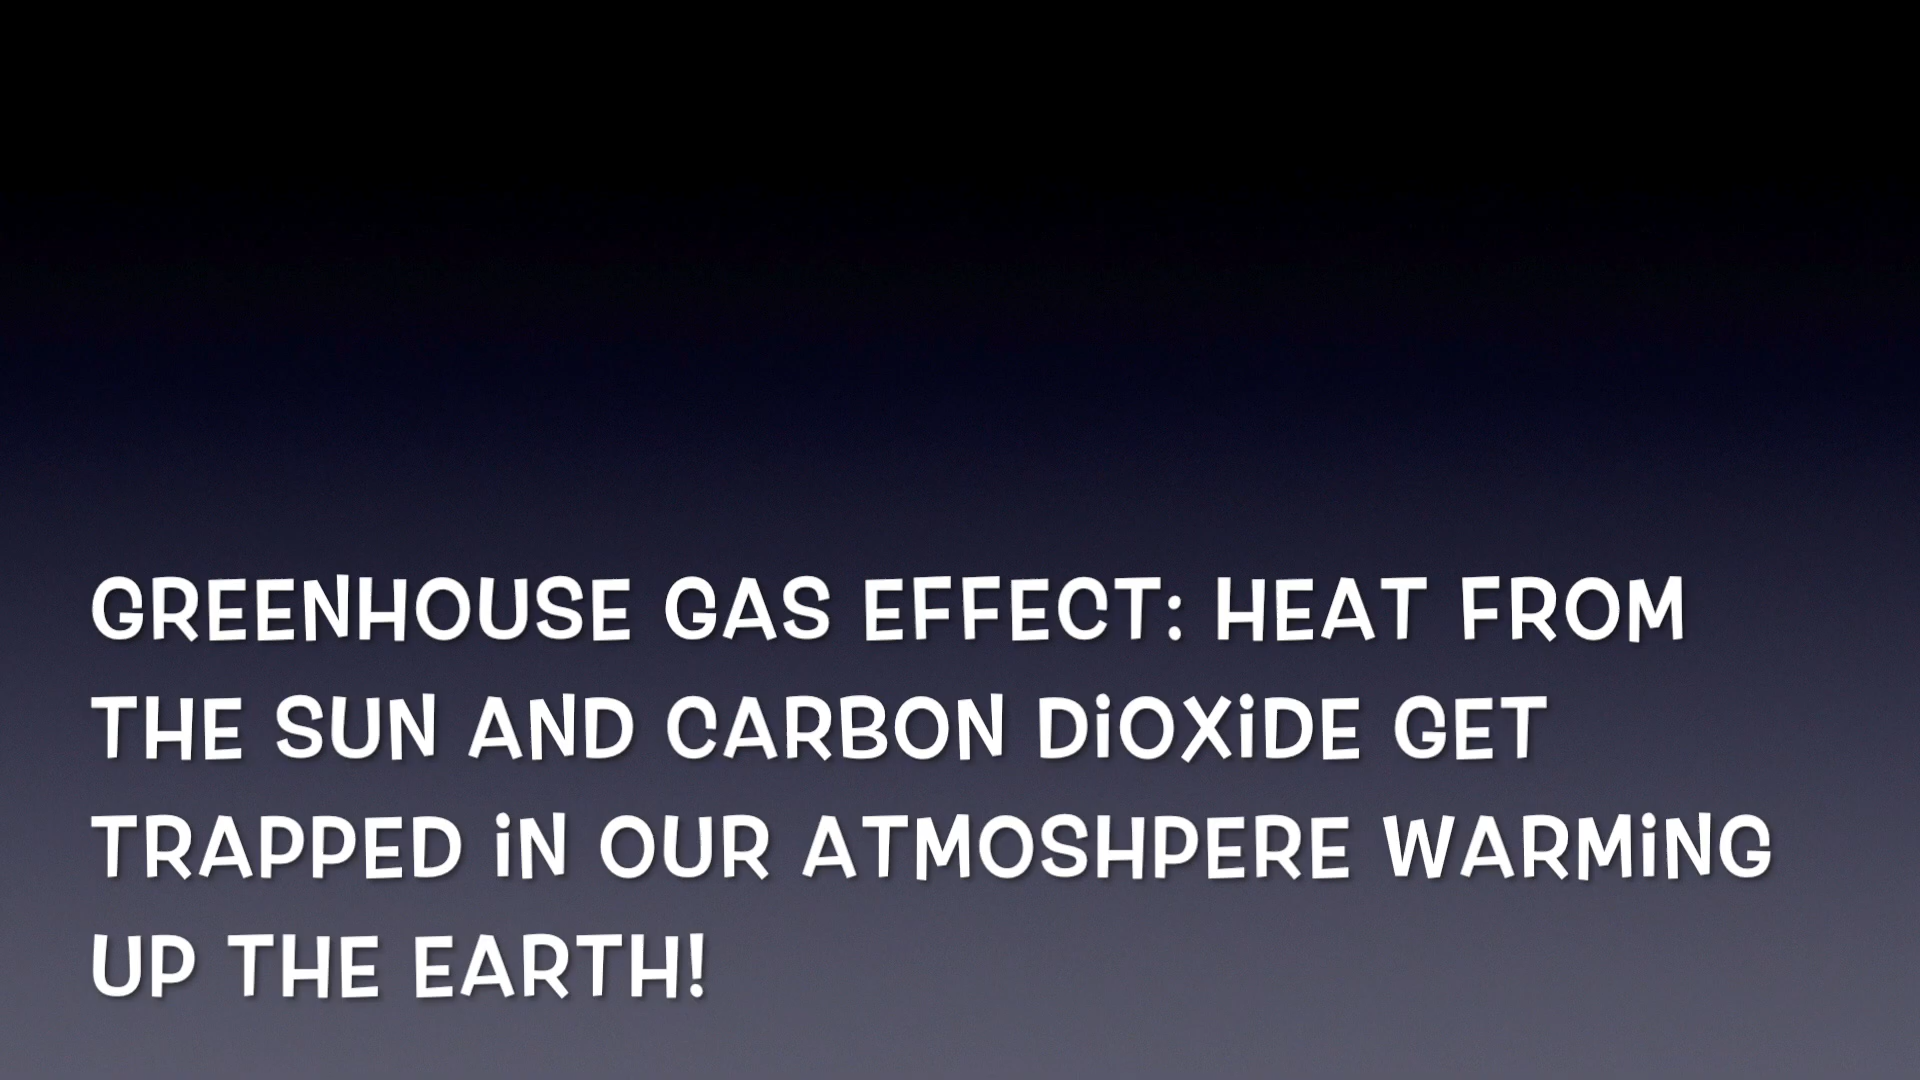 GREENHOUSE GAS EFFECT: HEAT FROM
THE SUN AND CARBON DiOXiDE GET
TRAPPED iN OUR ATMOSHPERE WARMiNG
UP THE EARTH!